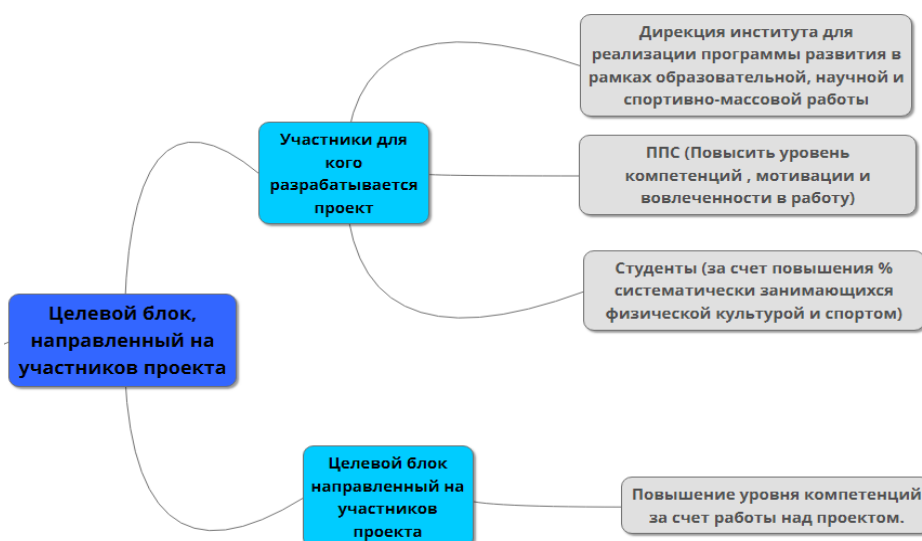 Дирекция института для
реализации программы развития в
рамках образовательной, научной и
спортивно-массовой работы
Участники для
кого
разрабатывается
проект
ППС (Повысить уровень
компетенций , мотивации и
вовлеченности в работу)
Студенты (за счет повышения %
систематически занимающихся
физической культурой и спортом)
Целевой блок,
направленный на
участников проекта
Целевой блок
направленный на
участников
проекта
Повышение уровня компетенций
за счет работы над проектом.